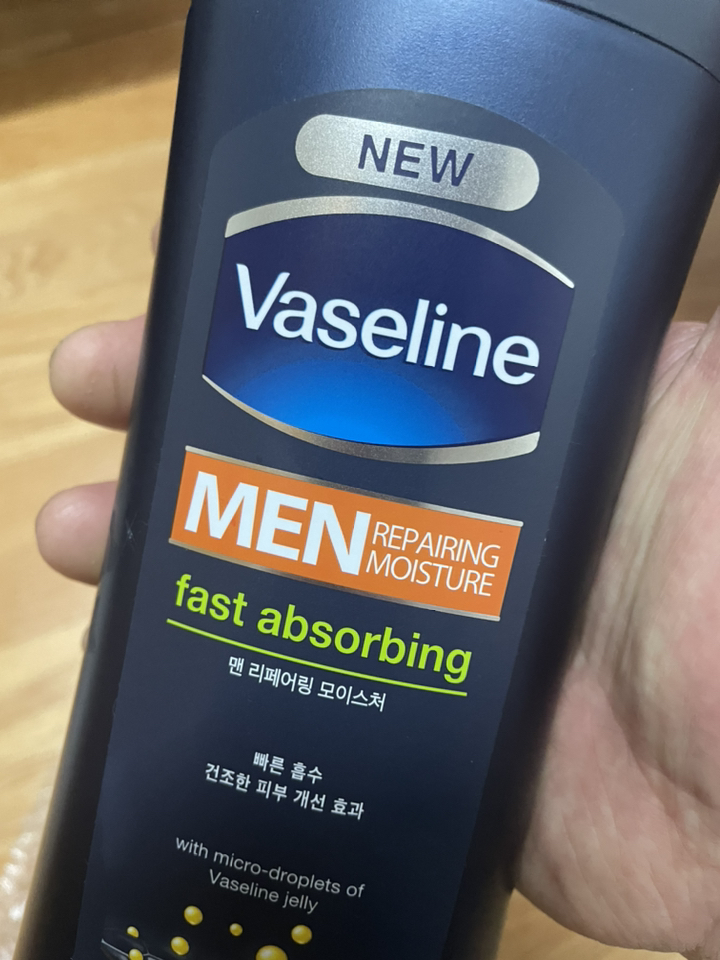 NEW
Vaseline
MEN REPAIRING
MOISTURE
fast absorbing
맨 리페어링 모이스처
빠른 흡수
건조한 피부 개선 효과
with micro-droplets of
Vaseline jelly